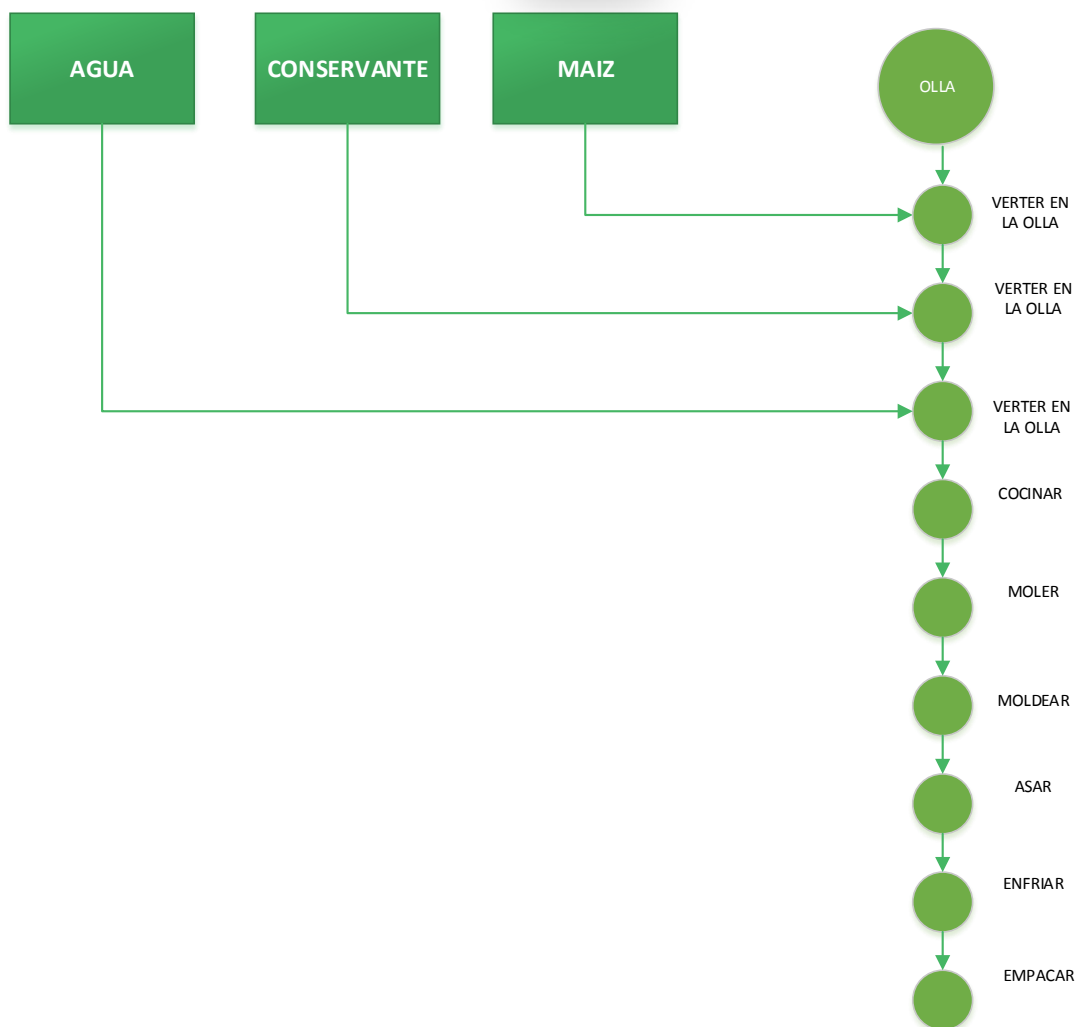 AGUA
CONSERVANTE
MAIZ
OLLA
VERTER EN
LA OLLA
VERTER EN
LA OLLA
VERTER EN
LA OLLA
COCINAR
MOLER
MOLDEAR
ASAR
ENFRIAR
EMPACAR